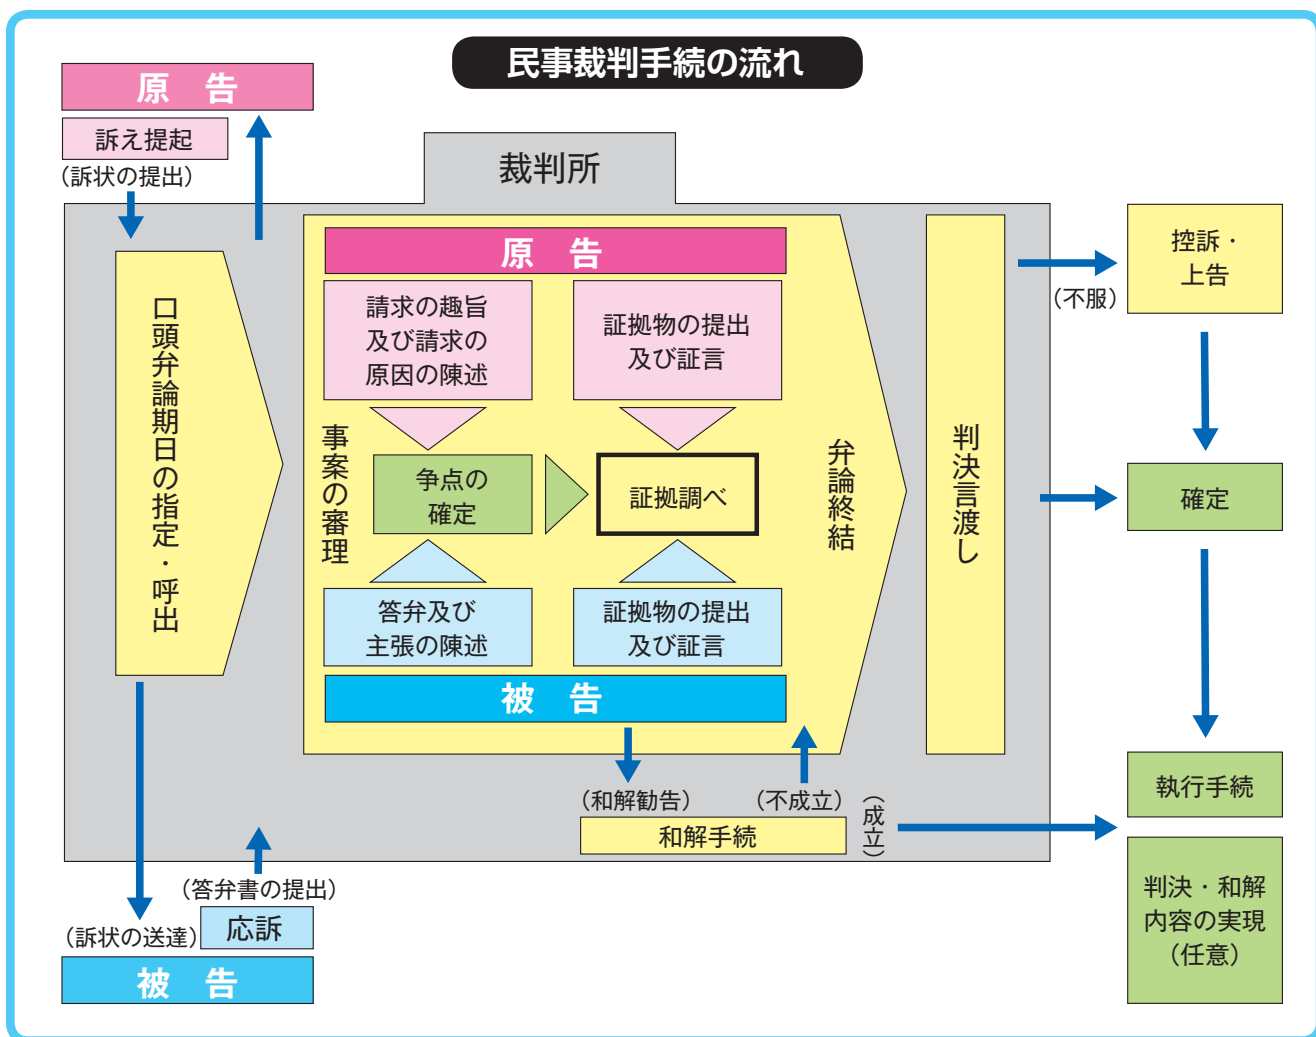 民事裁判手続の流れ
原告
訴え提起
(訴状の提出)
裁判所
口頭弁論期日の指定・呼出
事案の審理
原告
請求の趣旨
及び請求の
原因の陳述
証拠物の提出
及び証言
争点の
確定
証拠調べ
答弁及び
主張の陳述
証拠物の提出
及び証言
被告
弁論終結
判決言渡し
(不服)
控訴・
上告
確定
(和解勧告)
(不成立)
和解手続
(成立)
執行手続
判決・和解
内容の実現
(任意)
(答弁書の提出)
応訴
(訴状の送達)
被告